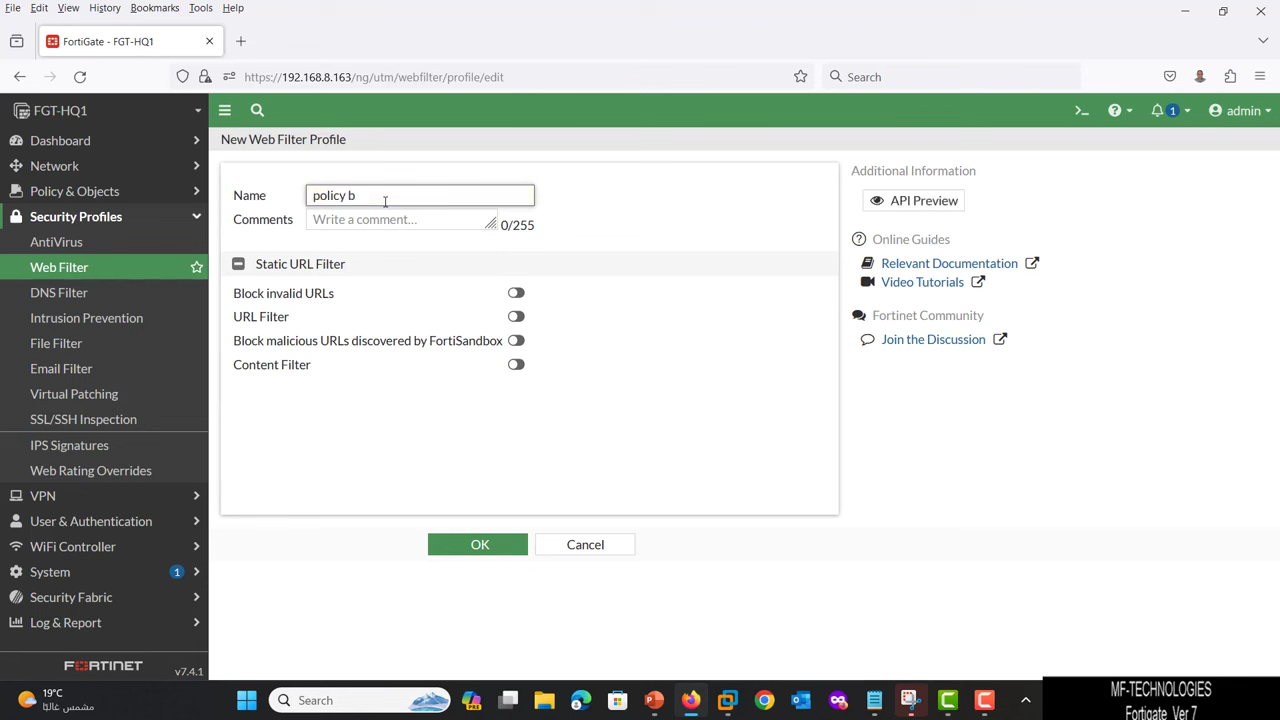 File Edit View History Bookmarks Tools Help
FortiGate - FGT-HQ1
https://192.168.8.163/ng/utm/webfilter/profile/edit
Search
FGT-HQ1
admin
1
Dashboard
Network
Policy & Objects
Security Profiles
AntiVirus
Web Filter
DNS Filter
Intrusion Prevention
File Filter
Email Filter
Virtual Patching
SSL/SSH Inspection
IPS Signatures
Web Rating Overrides
VPN
User & Authentication
WiFi Controller
System 1
Security Fabric
Log & Report
FORTINET
v7.4.1
New Web Filter Profile
Name policy b
Comments Write a comment... 0/255
Static URL Filter
Block invalid URLs
URL Filter
Block malicious URLs discovered by FortiSandbox
Content Filter
OK Cancel
Additional Information
API Preview
Online Guides
Relevant Documentation
Video Tutorials
Fortinet Community
Join the Discussion
19°C
مشمس غالبًا
Search
MF-TECHNOLOGIES
Fortigate Ver 7